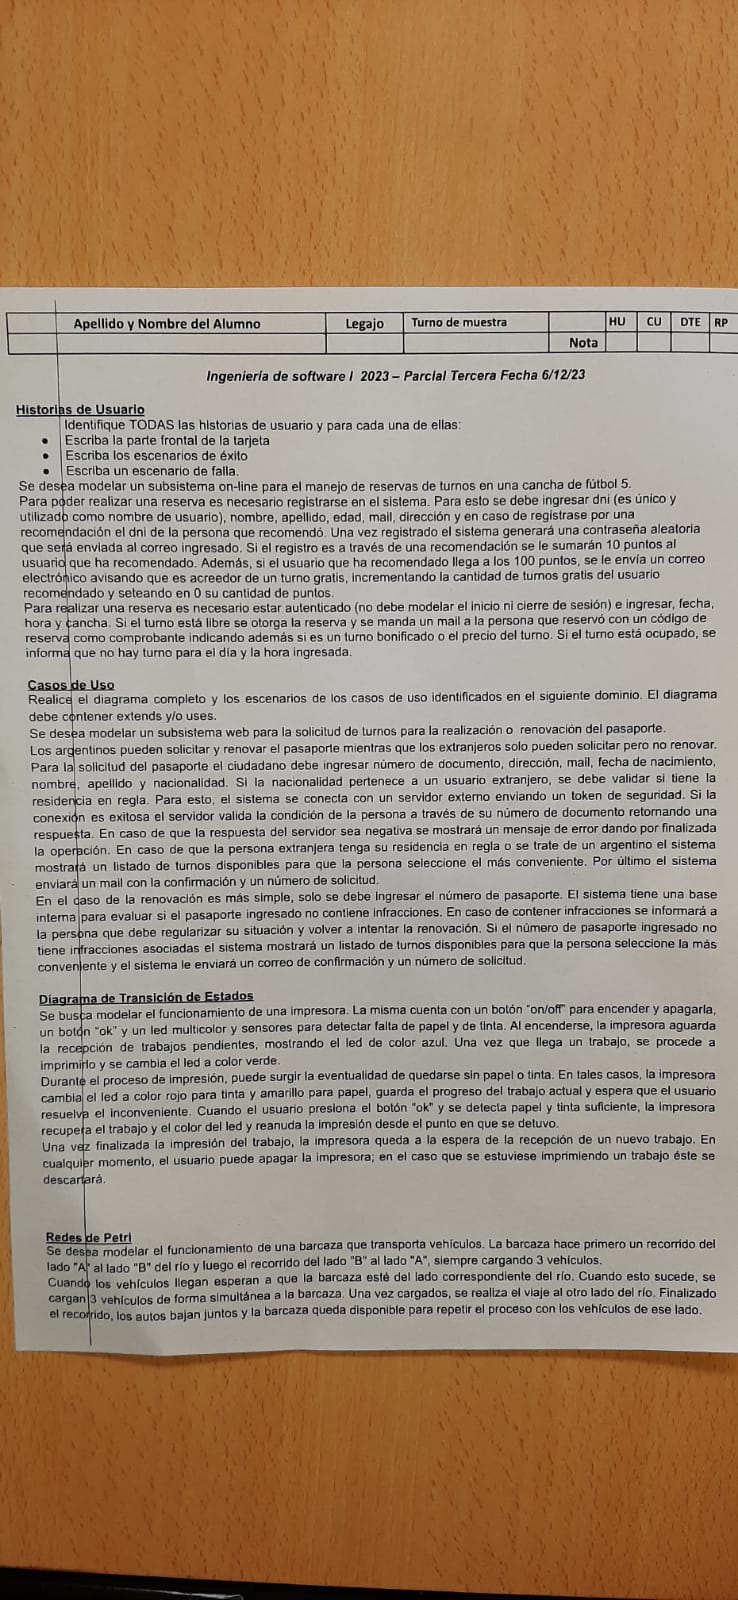 Apellido y Nombre del Alumno Legajo Turno de muestra HU CU DTE RP
Nota
Ingeniería de software I 2023 – Parcial Tercera Fecha 6/12/23
Historias de Usuario
Identifique TODAS las historias de usuario y para cada una de ellas:
• Escriba la parte frontal de la tarjeta
• Escriba los escenarios de éxito
• Escriba un escenario de falla.
Se desea modelar un subsistema on-line para el manejo de reservas de turnos en una cancha de fútbol 5.
Para poder realizar una reserva es necesario registrarse en el sistema. Para esto se debe ingresar dni (es único y
utilizado como nombre de usuario), nombre, apellido, edad, mail, dirección y en caso de registrase por una
recomendación el dni de la persona que recomendó. Una vez registrado el sistema generará una contraseña aleatoria
que será enviada al correo ingresado. Si el registro es a través de una recomendación se le sumarán 10 puntos al
usuario que ha recomendado. Además, si el usuario que ha recomendado llega a los 100 puntos, se le envía un correo
electrónico avisando que es acreedor de un turno gratis, incrementando la cantidad de turnos gratis del usuario
recomendado y seteando en 0 su cantidad de puntos.
Para realizar una reserva es necesario estar autenticado (no debe modelar el inicio ni cierre de sesión) e ingresar, fecha,
hora y cancha. Si el turno está libre se otorga la reserva y se manda un mail a la persona que reservó con un código de
reserva como comprobante indicando además si es un turno bonificado o el precio del turno. Si el turno está ocupado, se
informa que no hay turno para el día y la hora ingresada.
Casos de Uso
Realice el diagrama completo y los escenarios de los casos de uso identificados en el siguiente dominio. El diagrama
debe contener extends y/o uses.
Se desea modelar un subsistema web para la solicitud de turnos para la realización o renovación del pasaporte.
Los argentinos pueden solicitar y renovar el pasaporte mientras que los extranjeros solo pueden solicitar pero no renovar.
Para la solicitud del pasaporte el ciudadano debe ingresar número de documento, dirección, mail, fecha de nacimiento,
nombre, apellido y nacionalidad. Si la nacionalidad pertenece a un usuario extranjero, se debe validar si tiene la
residencia en regla. Para esto, el sistema se conecta con un servidor externo enviando un token de seguridad. Si la
conexión es exitosa el servidor valida la condición de la persona a través de su número de documento retornando una
respuesta. En caso de que la respuesta del servidor sea negativa se mostrará un mensaje de error dando por finalizada
la operación. En caso de que la persona extranjera tenga su residencia en regla o se trate de un argentino el sistema
mostrará un listado de turnos disponibles para que la persona seleccione el más conveniente. Por último el sistema
enviará un mail con la confirmación y un número de solicitud.
En el caso de la renovación es más simple, solo se debe ingresar el número de pasaporte. El sistema tiene una base
interna para evaluar si el pasaporte ingresado no contiene infracciones. En caso de contener infracciones se informará a
la persona que debe regularizar su situación y volver a intentar la renovación. Si el número de pasaporte ingresado no
tiene infracciones asociadas el sistema mostrará un listado de turnos disponibles para que la persona seleccione la más
conveniente y el sistema le enviará un correo de confirmación y un número de solicitud.
Diagrama de Transición de Estados
Se busca modelar el funcionamiento de una impresora. La misma cuenta con un botón "on/off" para encender y apagarla,
un botón "ok" y un led multicolor y sensores para detectar falta de papel y de tinta. Al encenderse, la impresora aguarda
la recepción de trabajos pendientes, mostrando el led de color azul. Una vez que llega un trabajo, se procede a
imprimirlo y se cambia el led a color verde.
Durante el proceso de impresión, puede surgir la eventualidad de quedarse sin papel o tinta. En tales casos, la impresora
cambia el led a color rojo para tinta y amarillo para papel, guarda el progreso del trabajo actual y espera que el usuario
resuelva el inconveniente. Cuando el usuario presiona el botón "ok" y se detecta papel y tinta suficiente, la impresora
recupera el trabajo y el color del led y reanuda la impresión desde el punto en que se detuvo.
Una vez finalizada la impresión del trabajo, la impresora queda a la espera de la recepción de un nuevo trabajo. En
cualquier momento, el usuario puede apagar la impresora; en el caso que se estuviese imprimiendo un trabajo éste se
descartará.
Redes de Petri
Se desea modelar el funcionamiento de una barcaza que transporta vehículos. La barcaza hace primero un recorrido del
lado "A" al lado "B" del río y luego el recorrido del lado "B" al lado "A", siempre cargando 3 vehículos.
Cuando los vehículos llegan esperan a que la barcaza esté del lado correspondiente del río. Cuando esto sucede, se
cargan 3 vehículos de forma simultánea a la barcaza. Una vez cargados, se realiza el viaje al otro lado del río. Finalizado
el recorrido, los autos bajan juntos y la barcaza queda disponible para repetir el proceso con los vehículos de ese lado.